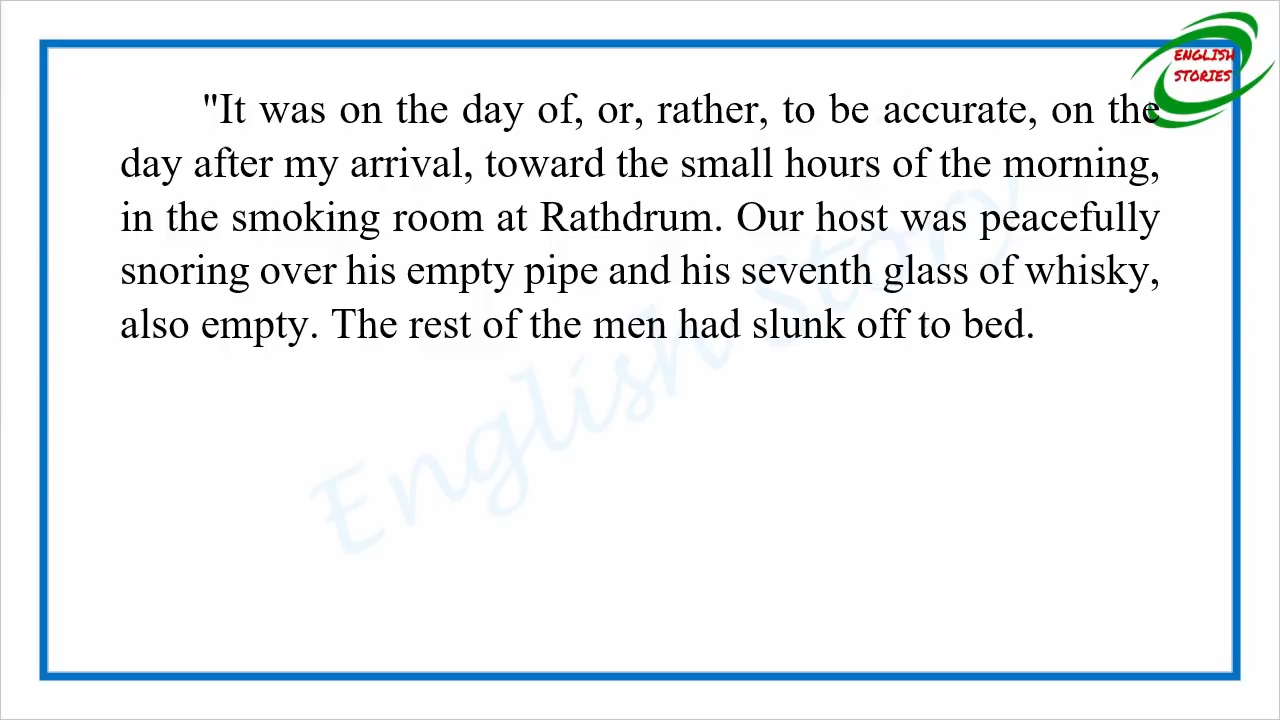 ENGLISH
STORIES
"It was on the day of, or, rather, to be accurate, on the
day after my arrival, toward the small hours of the morning,
in the smoking room at Rathdrum. Our host was peacefully
snoring over his empty pipe and his seventh glass of whisky,
also empty. The rest of the men had slunk off to bed.
English Story